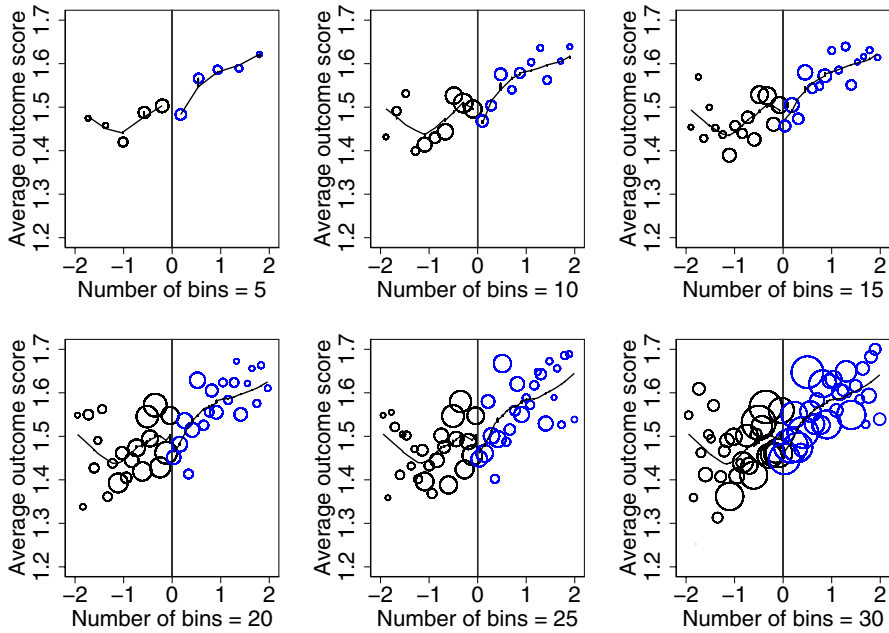 Average outcome score
1.7
1.6
1.5
1.4
1.3
1.2
−2 −1 0 1 2
Number of bins = 5
Average outcome score
1.7
1.6
1.5
1.4
1.3
1.2
−2 −1 0 1 2
Number of bins = 10
Average outcome score
1.7
1.6
1.5
1.4
1.3
1.2
−2 −1 0 1 2
Number of bins = 15
Average outcome score
1.7
1.6
1.5
1.4
1.3
1.2
−2 −1 0 1 2
Number of bins = 20
Average outcome score
1.7
1.6
1.5
1.4
1.3
1.2
−2 −1 0 1 2
Number of bins = 25
Average outcome score
1.7
1.6
1.5
1.4
1.3
1.2
−2 −1 0 1 2
Number of bins = 30